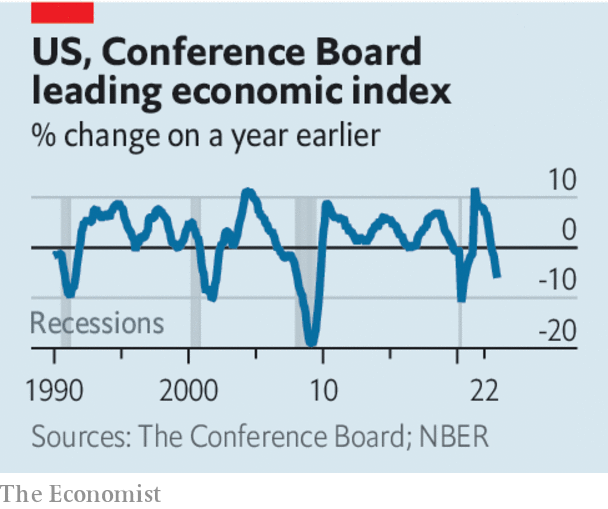 US, Conference Board
leading economic index
% change on a year earlier
10
0
-10
Recessions
-20
1990 2000 10 22
Sources: The Conference Board; NBER
The Economist